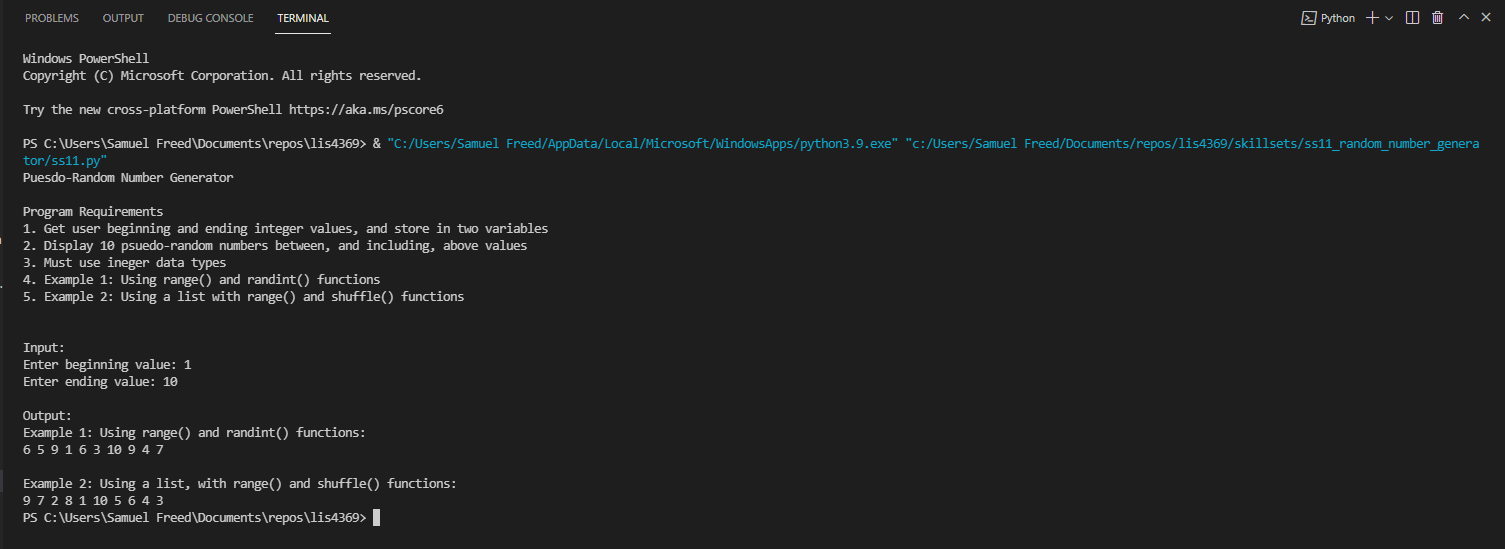 PROBLEMS OUTPUT DEBUG CONSOLE TERMINAL Python
Windows PowerShell
Copyright (C) Microsoft Corporation. All rights reserved.
Try the new cross-platform PowerShell https://aka.ms/pscore6
PS C:\Users\Samuel Freed\Documents\repos\lis4369> & "C:/Users/Samuel Freed/AppData/Local/Microsoft/WindowsApps/python3.9.exe" "c:/Users/Samuel Freed/Documents/repos/lis4369/skillsets/ss11_random_number_genera
tor/ss11.py"
Puesdo-Random Number Generator
Program Requirements
1. Get user beginning and ending integer values, and store in two variables
2. Display 10 psuedo-random numbers between, and including, above values
3. Must use ineger data types
4. Example 1: Using range() and randint() functions
5. Example 2: Using a list with range() and shuffle() functions
Input:
Enter beginning value: 1
Enter ending value: 10
Output:
Example 1: Using range() and randint() functions:
6 5 9 1 6 3 10 9 4 7
Example 2: Using a list, with range() and shuffle() functions:
9 7 2 8 1 10 5 6 4 3
PS C:\Users\Samuel Freed\Documents\repos\lis4369>